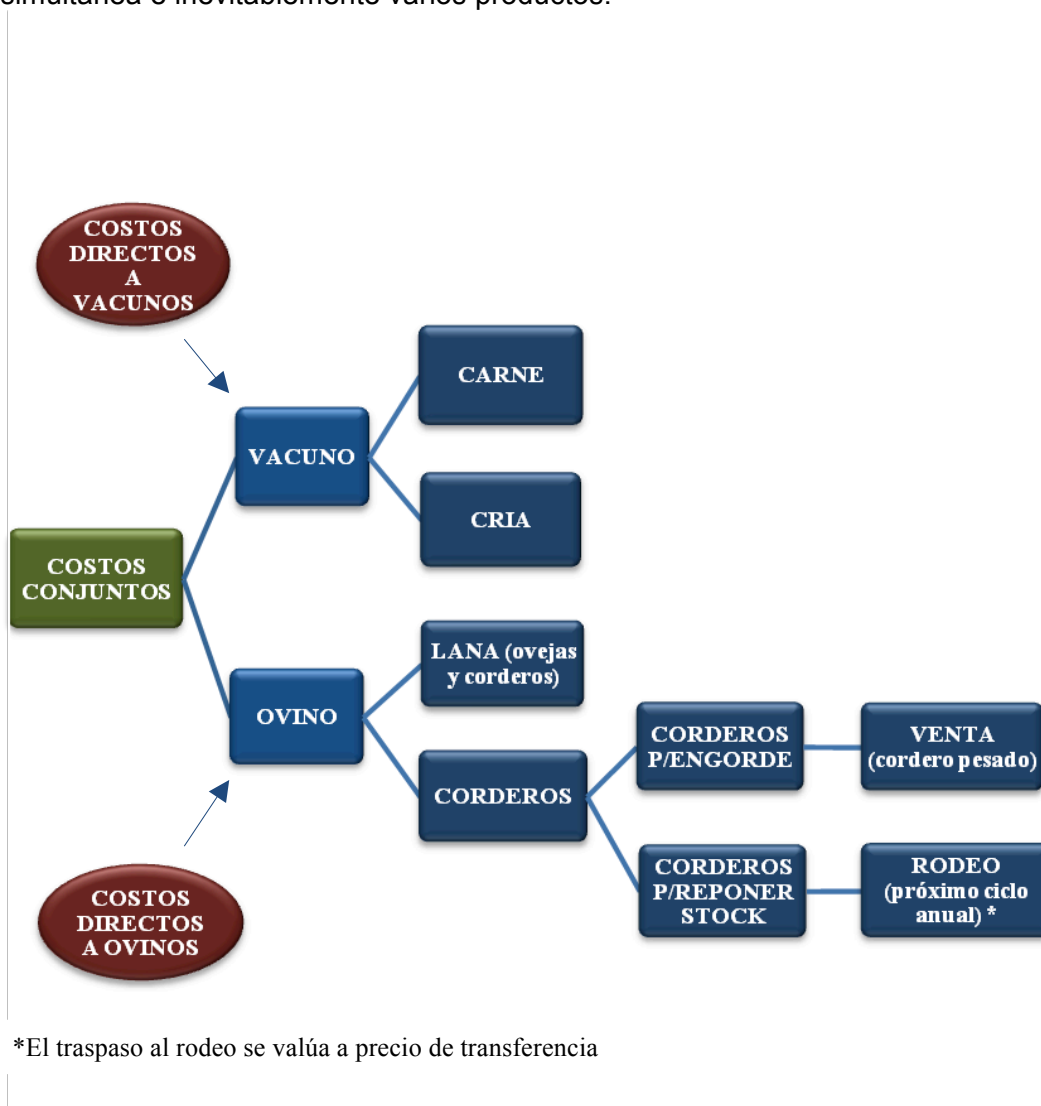 simultánea e inevitablemente varios productos.
COSTOS
DIRECTOS
A
VACUNOS
CARNE
VACUNO
CRIA
COSTOS
CONJUNTOS
LANA (ovejas
y corderos)
OVINO
CORDEROS
P/ENGORDE
VENTA
(cordero pesado)
CORDEROS
CORDEROS
P/REPONER
STOCK
RODEO
(próximo ciclo
anual) *
COSTOS
DIRECTOS
A OVINOS
*El traspaso al rodeo se valúa a precio de transferencia